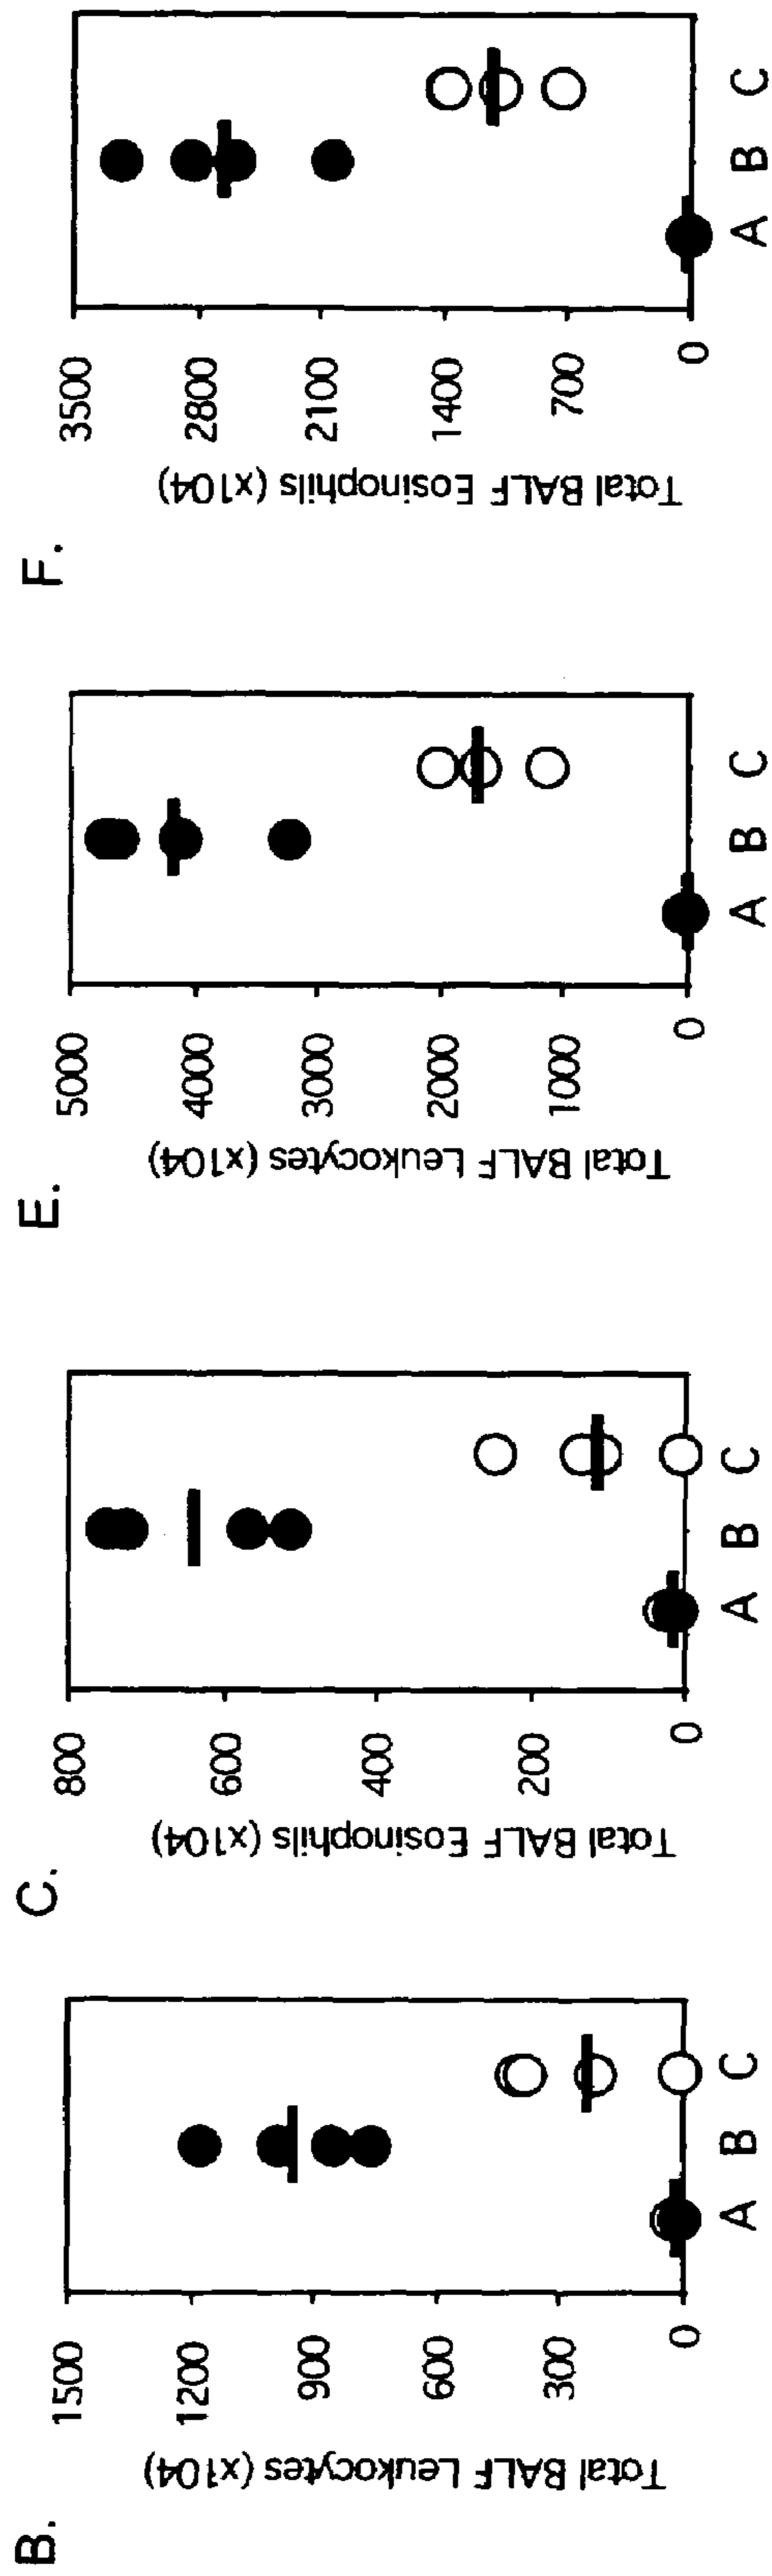 B.
Total BALF Leukocytes (x104)
1500
1200
900
600
300
0
A B C
C.
Total BALF Eosinophils (x104)
800
600
400
200
0
A B C
E.
Total BALF Leukocytes (x104)
5000
4000
3000
2000
1000
0
A B C
F.
Total BALF Eosinophils (x104)
3500
2800
2100
1400
700
0
A B C